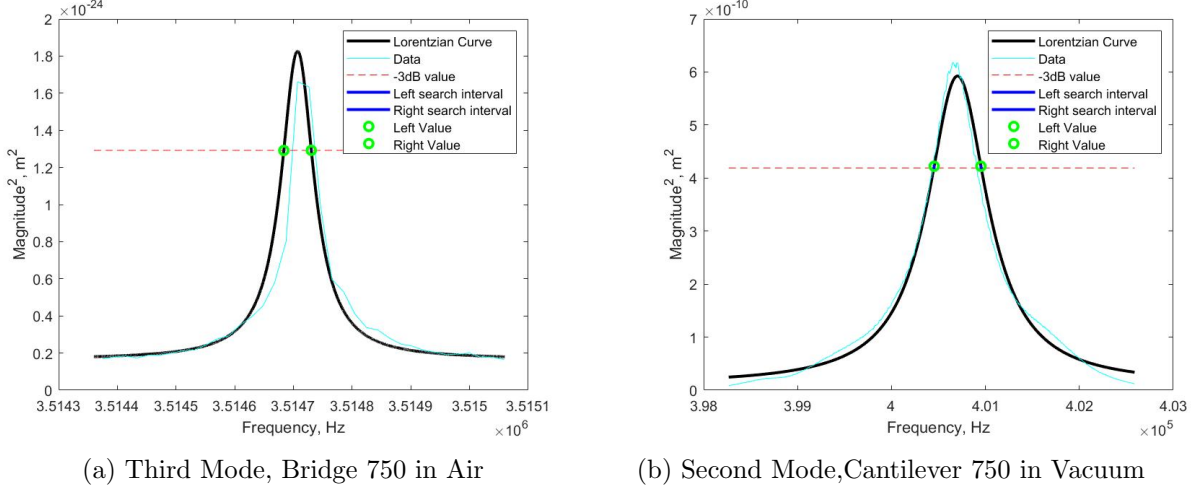 2 ×10-24
Lorentzian Curve
Data
-3dB value
Left search interval
Right search interval
Left Value
Right Value
1.8
1.6
1.4
1.2
1
0.8
0.6
0.4
0.2
0
Magnitude2, m2
3.5143 3.5144 3.5145 3.5146 3.5147 3.5148 3.5149 3.515 3.5151
Frequency, Hz
×106
(a) Third Mode, Bridge 750 in Air
7 ×10-10
Lorentzian Curve
Data
-3dB value
Left search interval
Right search interval
Left Value
Right Value
6
5
4
3
2
1
0
Magnitude2, m2
3.98 3.99 4 4.01 4.02 4.03
Frequency, Hz
×105
(b) Second Mode,Cantilever 750 in Vacuum